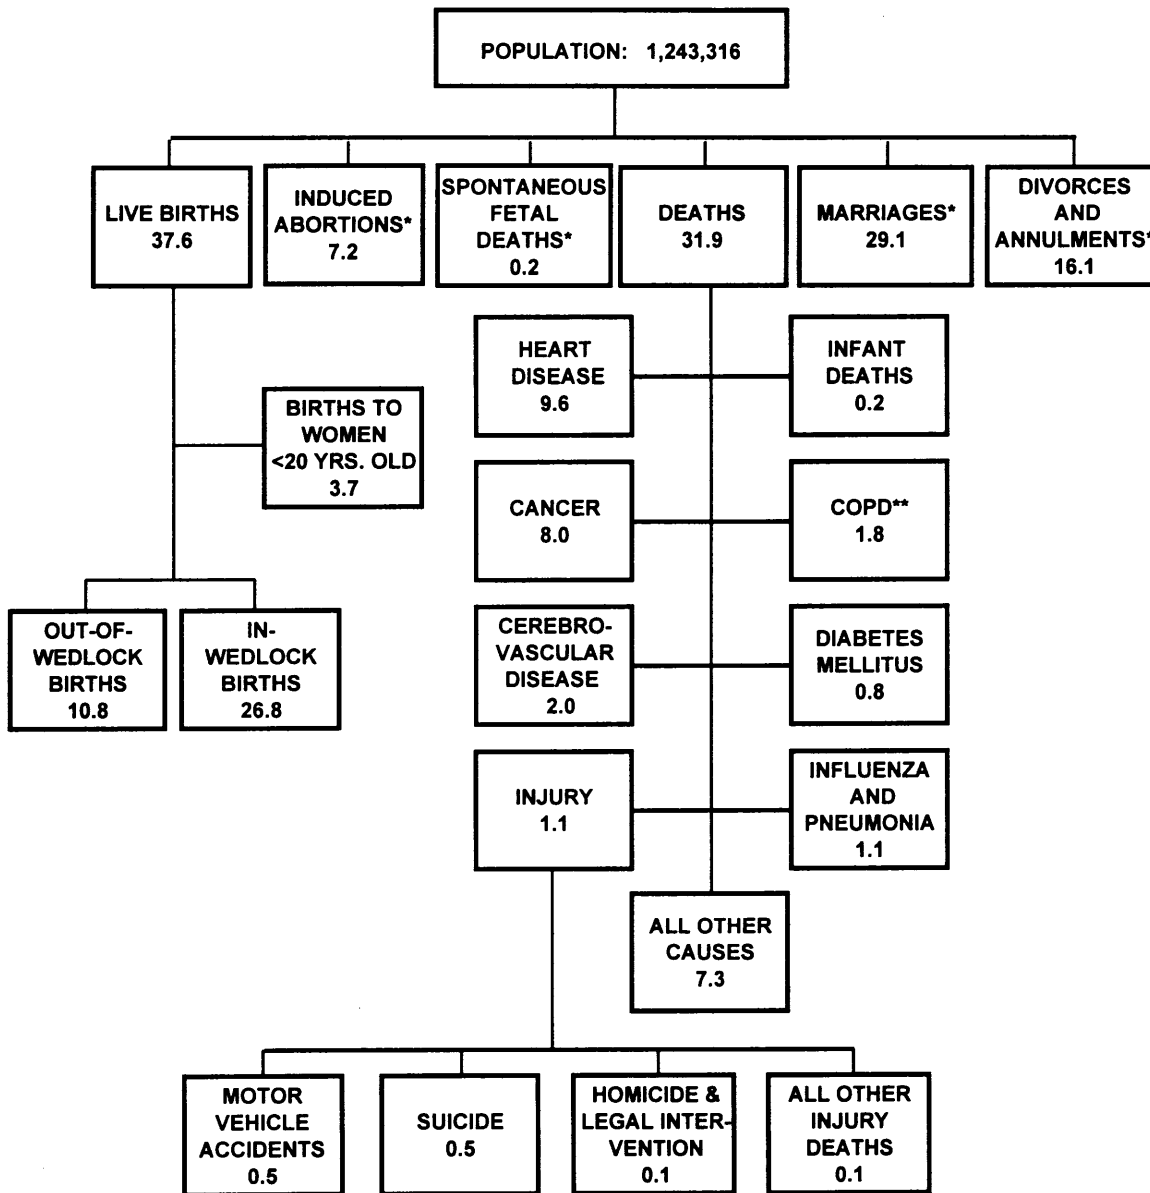 POPULATION: 1,243,316
LIVE BIRTHS
37.6
INDUCED
ABORTIONS*
7.2
SPONTANEOUS
FETAL
DEATHS*
0.2
DEATHS
31.9
MARRIAGES*
29.1
DIVORCES
AND
ANNULMENTS*
16.1
HEART
DISEASE
9.6
INFANT
DEATHS
0.2
BIRTHS TO
WOMEN
<20 YRS. OLD
3.7
CANCER
8.0
COPD**
1.8
OUT-OF-
WEDLOCK
BIRTHS
10.8
IN-
WEDLOCK
BIRTHS
26.8
CEREBRO-
VASCULAR
DISEASE
2.0
DIABETES
MELLITUS
0.8
INJURY
1.1
INFLUENZA
AND
PNEUMONIA
1.1
ALL OTHER
CAUSES
7.3
MOTOR
VEHICLE
ACCIDENTS
0.5
SUICIDE
0.5
HOMICIDE &
LEGAL INTER-
VENTION
0.1
ALL OTHER
INJURY
DEATHS
0.1